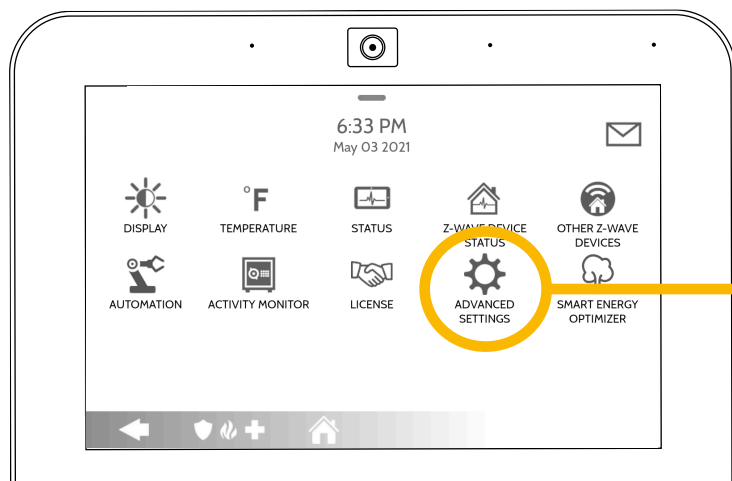 6:33 PM
May 03 2021
°F
DISPLAY
TEMPERATURE
STATUS
Z-WAVE DEVICE
STATUS
OTHER Z-WAVE
DEVICES
AUTOMATION
ACTIVITY MONITOR
LICENSE
ADVANCED
SETTINGS
SMART ENERGY
OPTIMIZER